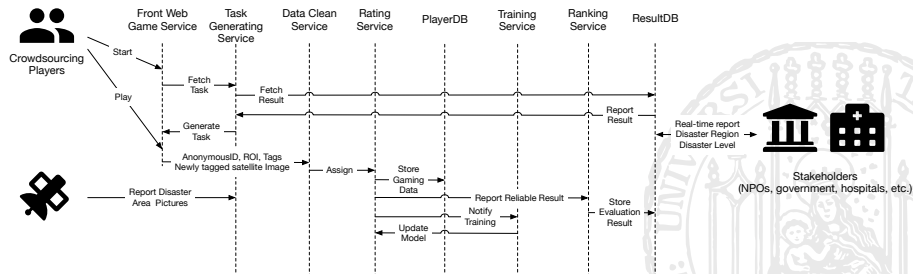 Front Web
Game Service
Task
Generating
Service
Data Clean
Service
Rating
Service
PlayerDB
Training
Service
Ranking
Service
ResultDB
Crowdsourcing
Players
Start
Fetch
Task
Fetch
Result
Play
Report
Result
Generate
Task
Real-time report
Disaster Region
Disaster Level
AnonymousID, ROI, Tags
Newly tagged satellite Image
Assign
Store
Gaming
Data
Stakeholders
(NPOs, government, hospitals, etc.)
Report Disaster
Area Pictures
Report Reliable Result
Store
Evaluation
Result
Notify
Training
Update
Model